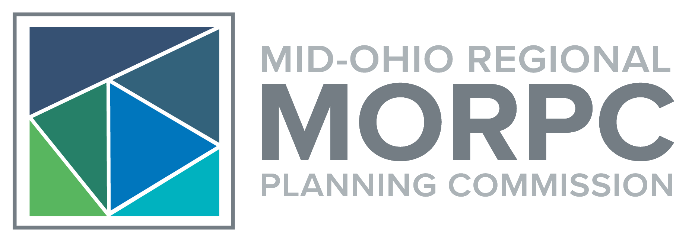 MID-OHIO REGIONAL
MORPC
PLANNING COMMISSION